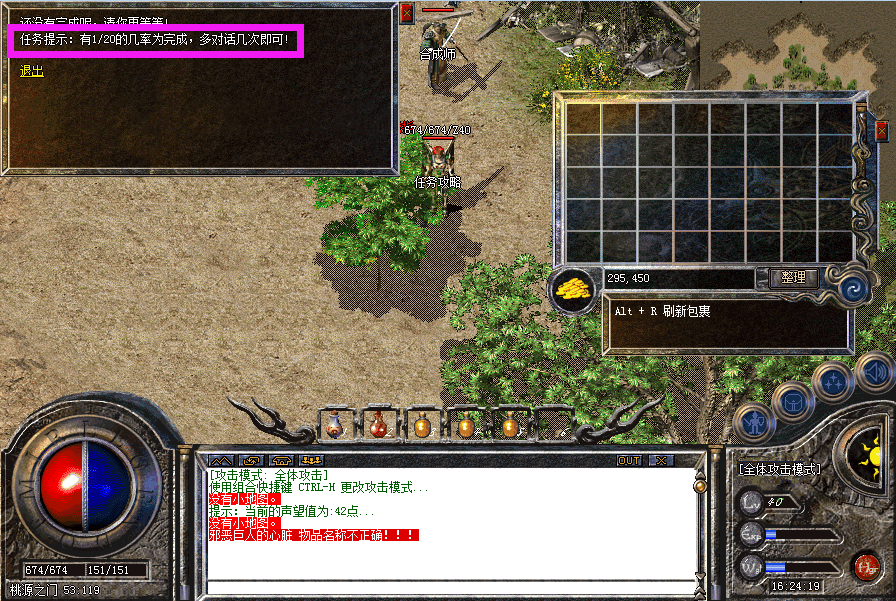 还没有完成呢，请你再等等！
任务提示：有1/20的几率为完成，多对话几次即可！
退出
合成师
674/674/Z40
任务攻略
295,450
整理
Alt + R 刷新包裹
OUT
[攻击模式：全体攻击]
使用组合快捷键 CTRL-H 更改攻击模式...
没有小地图。
提示：当前的声望值为:42点...
没有小地图。
邪恶巨人的心脏 物品名称不正确！！！
[全体攻击模式]
Lv 40
Exp
W
Hgr
674/674 151/151
桃源之门 53:119
16:24:19